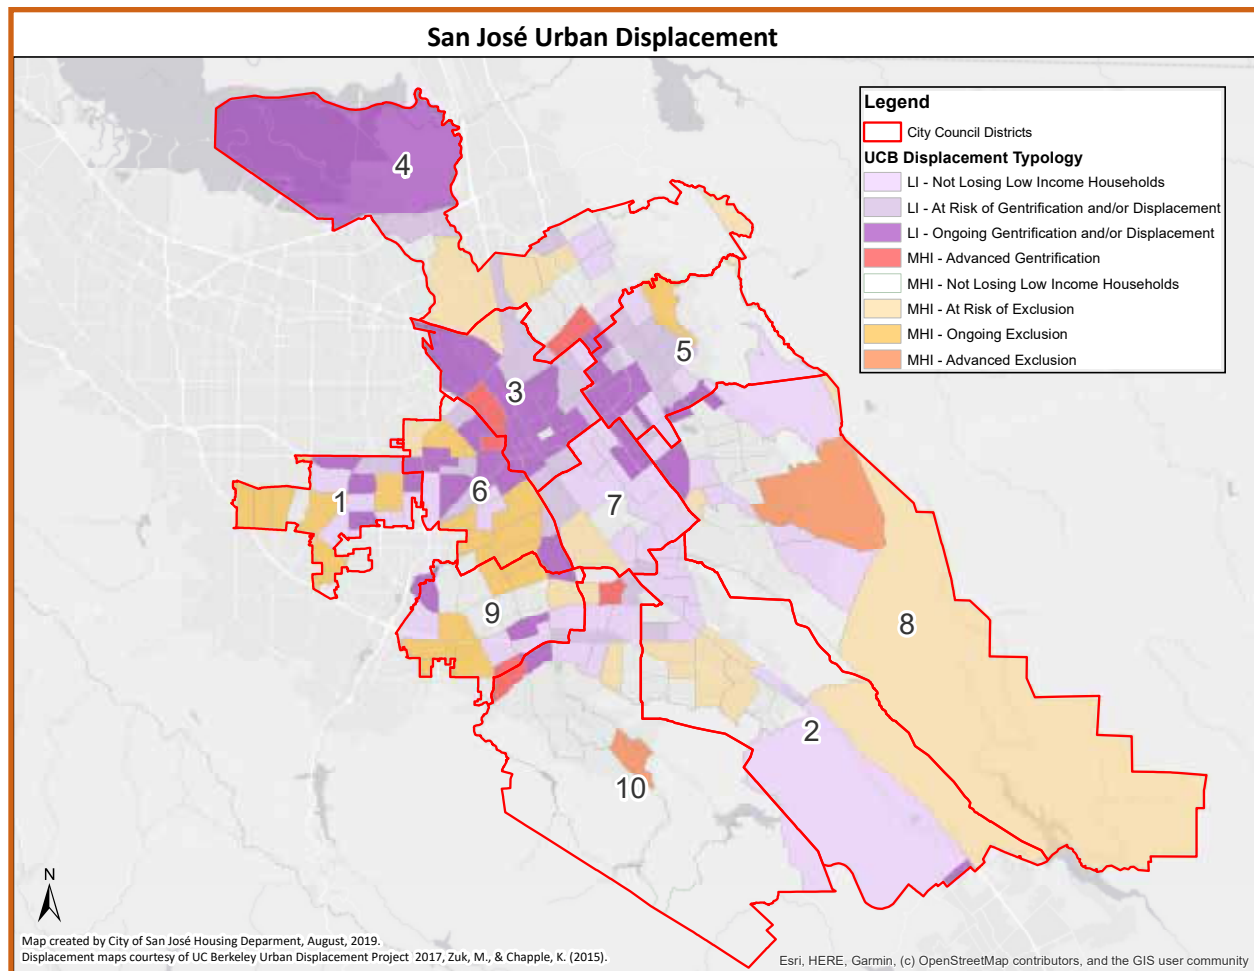 San José Urban Displacement
Legend
City Council Districts
UCB Displacement Typology
LI - Not Losing Low Income Households
LI - At Risk of Gentrification and/or Displacement
LI - Ongoing Gentrification and/or Displacement
MHI - Advanced Gentrification
MHI - Not Losing Low Income Households
MHI - At Risk of Exclusion
MHI - Ongoing Exclusion
MHI - Advanced Exclusion
4
5
3
1
6
7
9
8
2
10
N
Map created by City of San José Housing Deparment, August, 2019.
Displacement maps courtesy of UC Berkeley Urban Displacement Project 2017, Zuk, M., & Chapple, K. (2015).
Esri, HERE, Garmin, (c) OpenStreetMap contributors, and the GIS user community